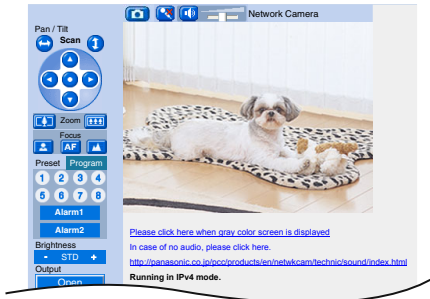 Network Camera
Pan / Tilt
Scan
Zoom
Focus
AF
Preset Program
1 2 3 4
5 6 7 8
Alarm1
Alarm2
Brightness
- STD +
Output
Open
Please click here when gray color screen is displayed
In case of no audio, please click here.
http://panasonic.co.jp/pcc/products/en/netwkcam/technic/sound/index.html
Running in IPv4 mode.